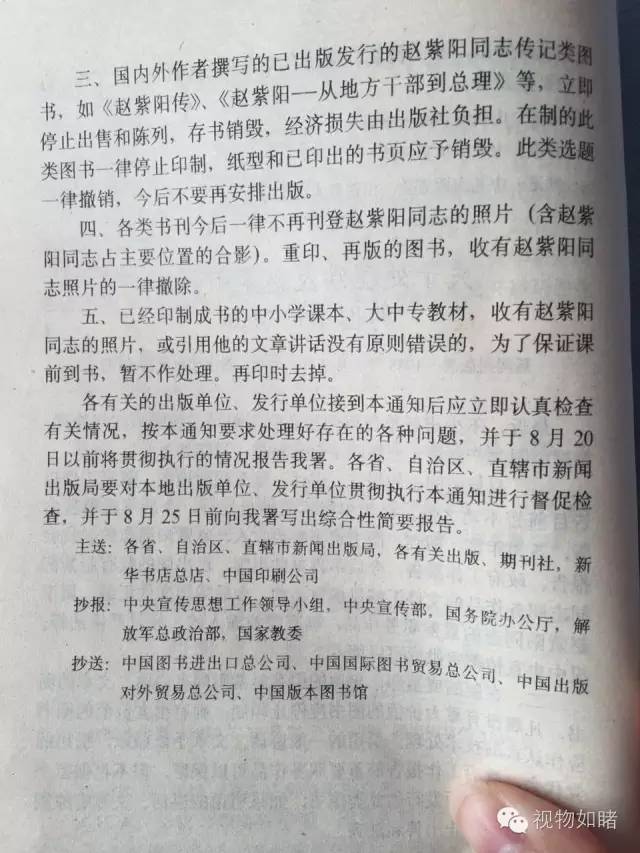 三、国内外作者撰写的已出版发行的赵紫阳同志传记类图
书，如《赵紫阳传》、《赵紫阳——从地方干部到总理》等，立即
停止出售和陈列，存书销毁，经济损失由出版社负担。在制的此
类图书一律停止印制，纸型和已印出的书页应予销毁。此类选题
一律撤销，今后不要再安排出版。
四、各类书刊今后一律不再刊登赵紫阳同志的照片（含赵紫
阳同志占主要位置的合影）。重印、再版的图书，收有赵紫阳同
志照片的一律撤除。
五、已经印制成书的中小学课本、大中专教材，收有赵紫阳
同志的照片，或引用他的文章讲话没有原则错误的，为了保证课
前到书，暂不作处理。再印时去掉。
各有关的出版单位、发行单位接到本通知后应立即认真检查
有关情况，按本通知要求处理好存在的各种问题，并于8月20
日以前将贯彻执行的情况报告我署。各省、自治区、直辖市新闻
出版局要对本地出版单位、发行单位贯彻执行本通知进行督促检
查，并于8月25日前向我署写出综合性简要报告。
主送：各省、自治区、直辖市新闻出版局，各有关出版、期刊社，新
华书店总店、中国印刷公司
抄报：中央宣传思想工作领导小组，中央宣传部，国务院办公厅，解
放军总政治部，国家教委
抄送：中国图书进出口总公司、中国国际图书贸易总公司、中国出版
对外贸易总公司、中国版本图书馆
视物如睹